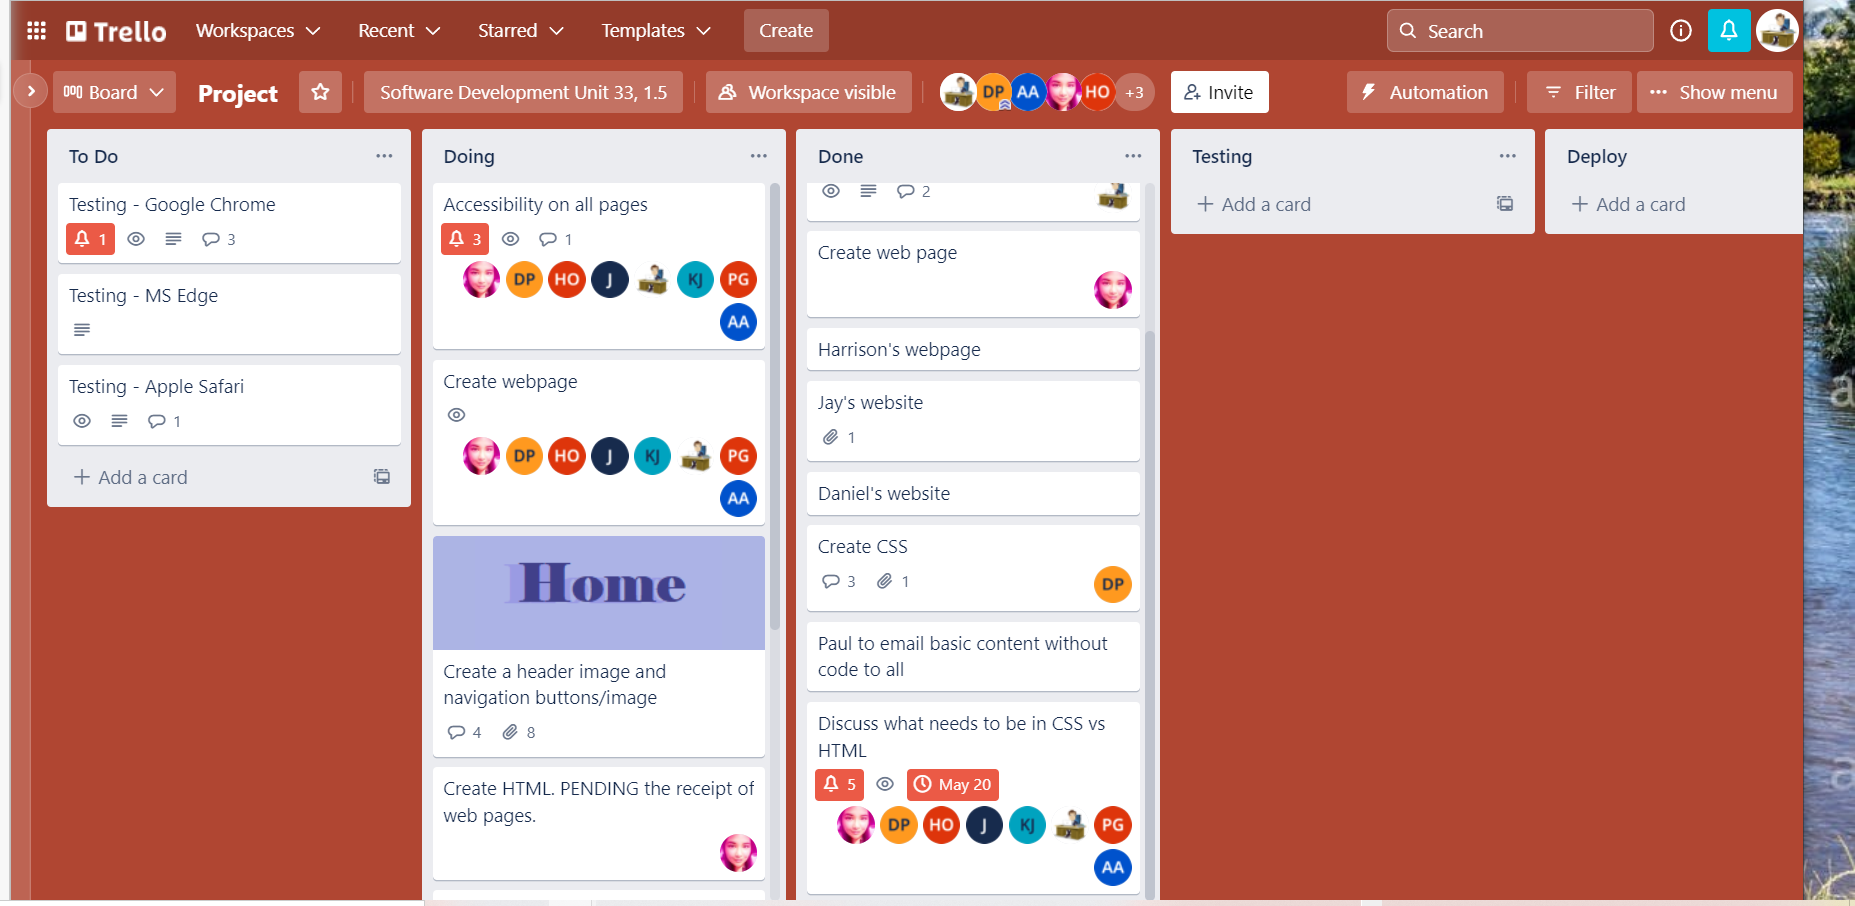 Trello
Workspaces
Recent
Starred
Templates
Create
Search
Board
Project
Software Development Unit 33, 1.5
Workspace visible
DP
AA
HO
+3
Invite
Automation
Filter
Show menu
To Do
Testing - Google Chrome
1
3
Testing - MS Edge
Testing - Apple Safari
1
+ Add a card
Doing
Accessibility on all pages
3
1
DP
HO
J
KJ
PG
AA
Create webpage
DP
HO
J
KJ
PG
AA
Home
Create a header image and
navigation buttons/image
4
8
Create HTML. PENDING the receipt of
web pages.
Done
2
Create web page
Harrison's webpage
Jay's website
1
Daniel's website
Create CSS
3
1
DP
Paul to email basic content without
code to all
Discuss what needs to be in CSS vs
HTML
5
May 20
DP
HO
J
KJ
PG
AA
Testing
+ Add a card
Deploy
+ Add a card